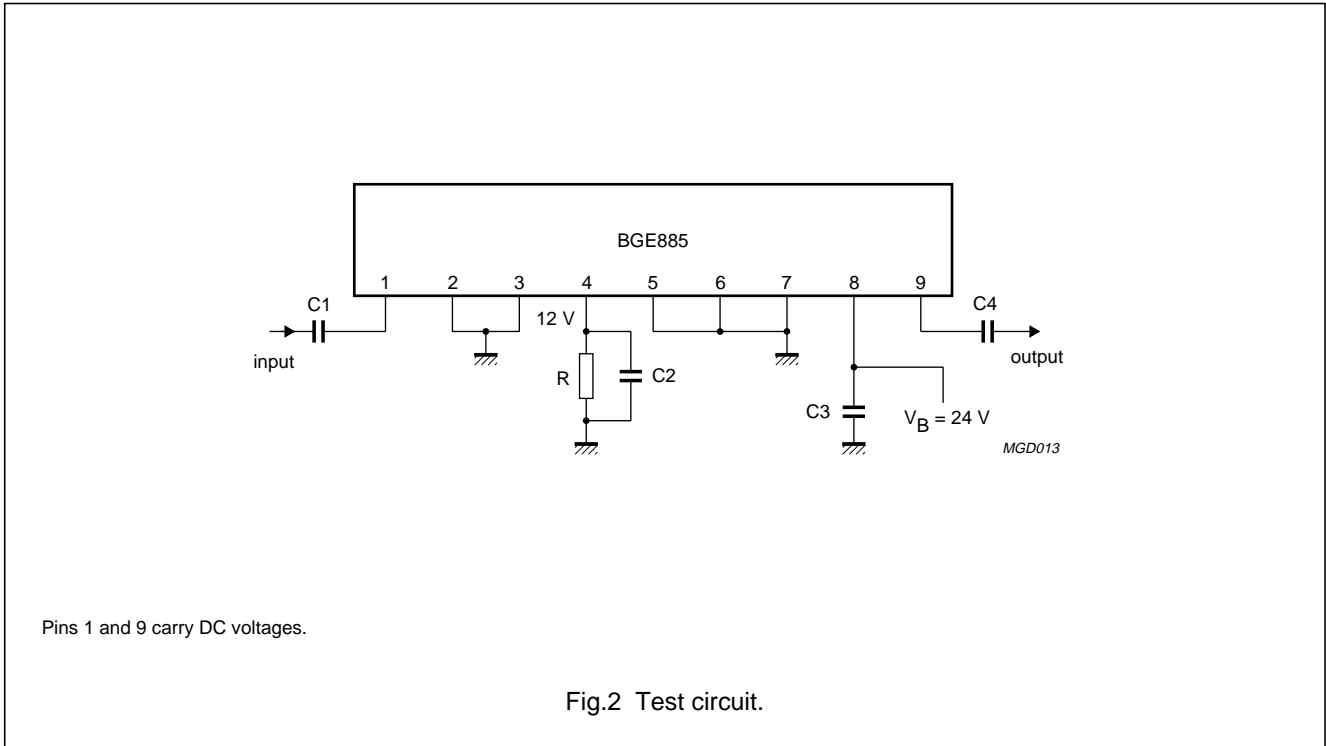 BGE885
1 2 3 4 5 6 7 8 9
C1
C4
12 V
input
output
R
C2
C3
VB = 24 V
MGD013
Pins 1 and 9 carry DC voltages.
Fig.2 Test circuit.